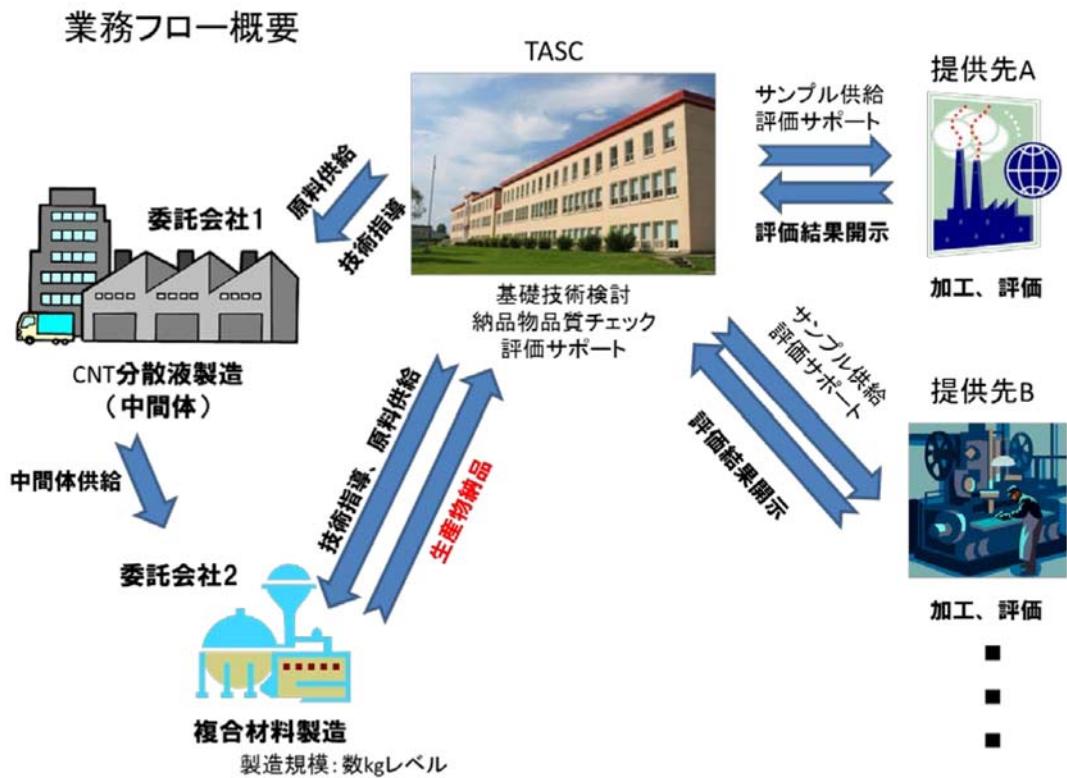 業務フロー概要
TASC
基礎技術検討
納品物品質チェック
評価サポート
原料供給
技術指導
委託会社1
CNT分散液製造
（中間体）
中間体供給
委託会社2
複合材料製造
製造規模：数kgレベル
技術指導、原料供給
生産物納品
サンプル供給
評価サポート
評価結果開示
提供先A
加工、評価
サンプル供給
評価サポート
評価結果開示
提供先B
加工、評価